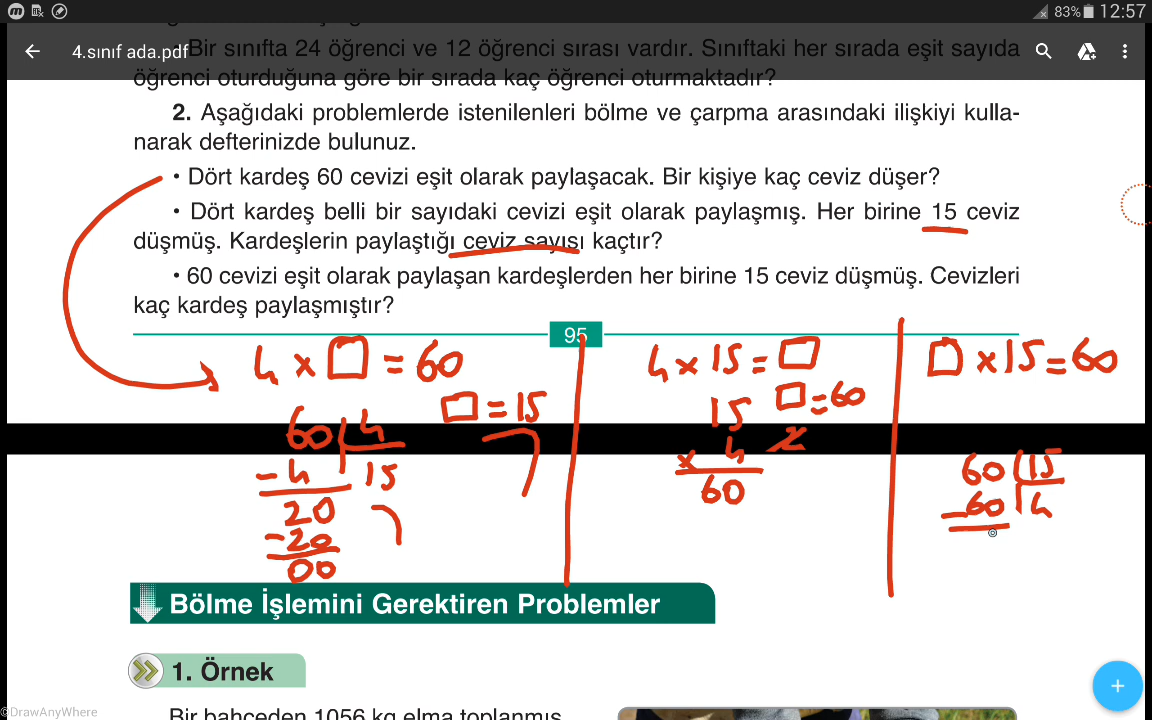 83% 12:57
4.sınıf ada.pdf
• Bir sınıfta 24 öğrenci ve 12 öğrenci sırası vardır. Sınıftaki her sırada eşit sayıda
öğrenci oturduğuna göre bir sırada kaç öğrenci oturmaktadır?
2. Aşağıdaki problemlerde istenilenleri bölme ve çarpma arasındaki ilişkiyi kulla-
narak defterinizde bulunuz.
• Dört kardeş 60 cevizi eşit olarak paylaşacak. Bir kişiye kaç ceviz düşer?
• Dört kardeş belli bir sayıdaki cevizi eşit olarak paylaşmış. Her birine 15 ceviz
düşmüş. Kardeşlerin paylaştığı ceviz sayısı kaçtır?
• 60 cevizi eşit olarak paylaşan kardeşlerden her birine 15 ceviz düşmüş. Cevizleri
kaç kardeş paylaşmıştır?
95
4 x □ = 60
□ = 15
60 4
- 4 15
20
- 20
00
4 x 15 = □
□ = 60
15
x 4
60
□ x 15 = 60
60 15
- 60 4
Bölme İşlemini Gerektiren Problemler
1. Örnek
Bir bahçeden 1056 kg elma toplanmış
©DrawAnyWhere